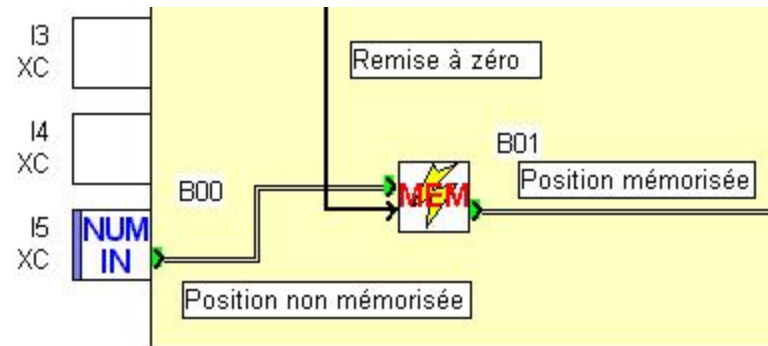 I3
XC
Remise à zéro
I4
XC
B01
B00
MEM
Position mémorisée
I5
XC
NUM
IN
Position non mémorisée